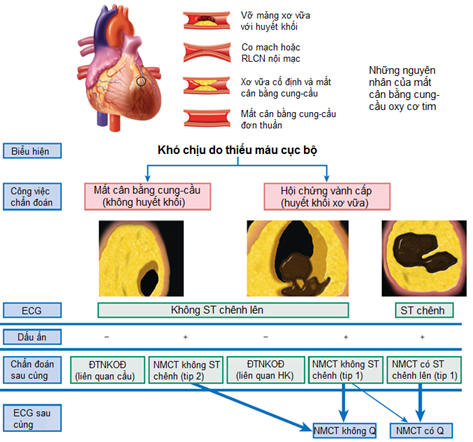 Vỡ mảng xơ vữa
với huyết khối
Co mạch hoặc
RLCN nội mạc
Xơ vữa cố định và mất
cân bằng cung-cầu
Mất cân bằng cung-cầu
đơn thuần
Những nguyên
nhân của mất
cân bằng cung-
cầu oxy cơ tim
Biểu hiện
Khó chịu do thiếu máu cục bộ
Công việc
chẩn đoán
Mất cân bằng cung-cầu
(không huyết khối)
Hội chứng vành cấp
(huyết khối xơ vữa)
ECG
Không ST chênh lên
ST chênh
Dấu ấn
–
+
–
+
+
Chẩn đoán
sau cùng
ĐTNKOĐ
(liên quan cầu)
NMCT không ST
chênh (tip 2)
ĐTNKOĐ
(liên quan HK)
NMCT không ST
chênh (tip 1)
NMCT có ST
chênh lên (tip 1)
ECG sau
cùng
NMCT không Q
NMCT có Q